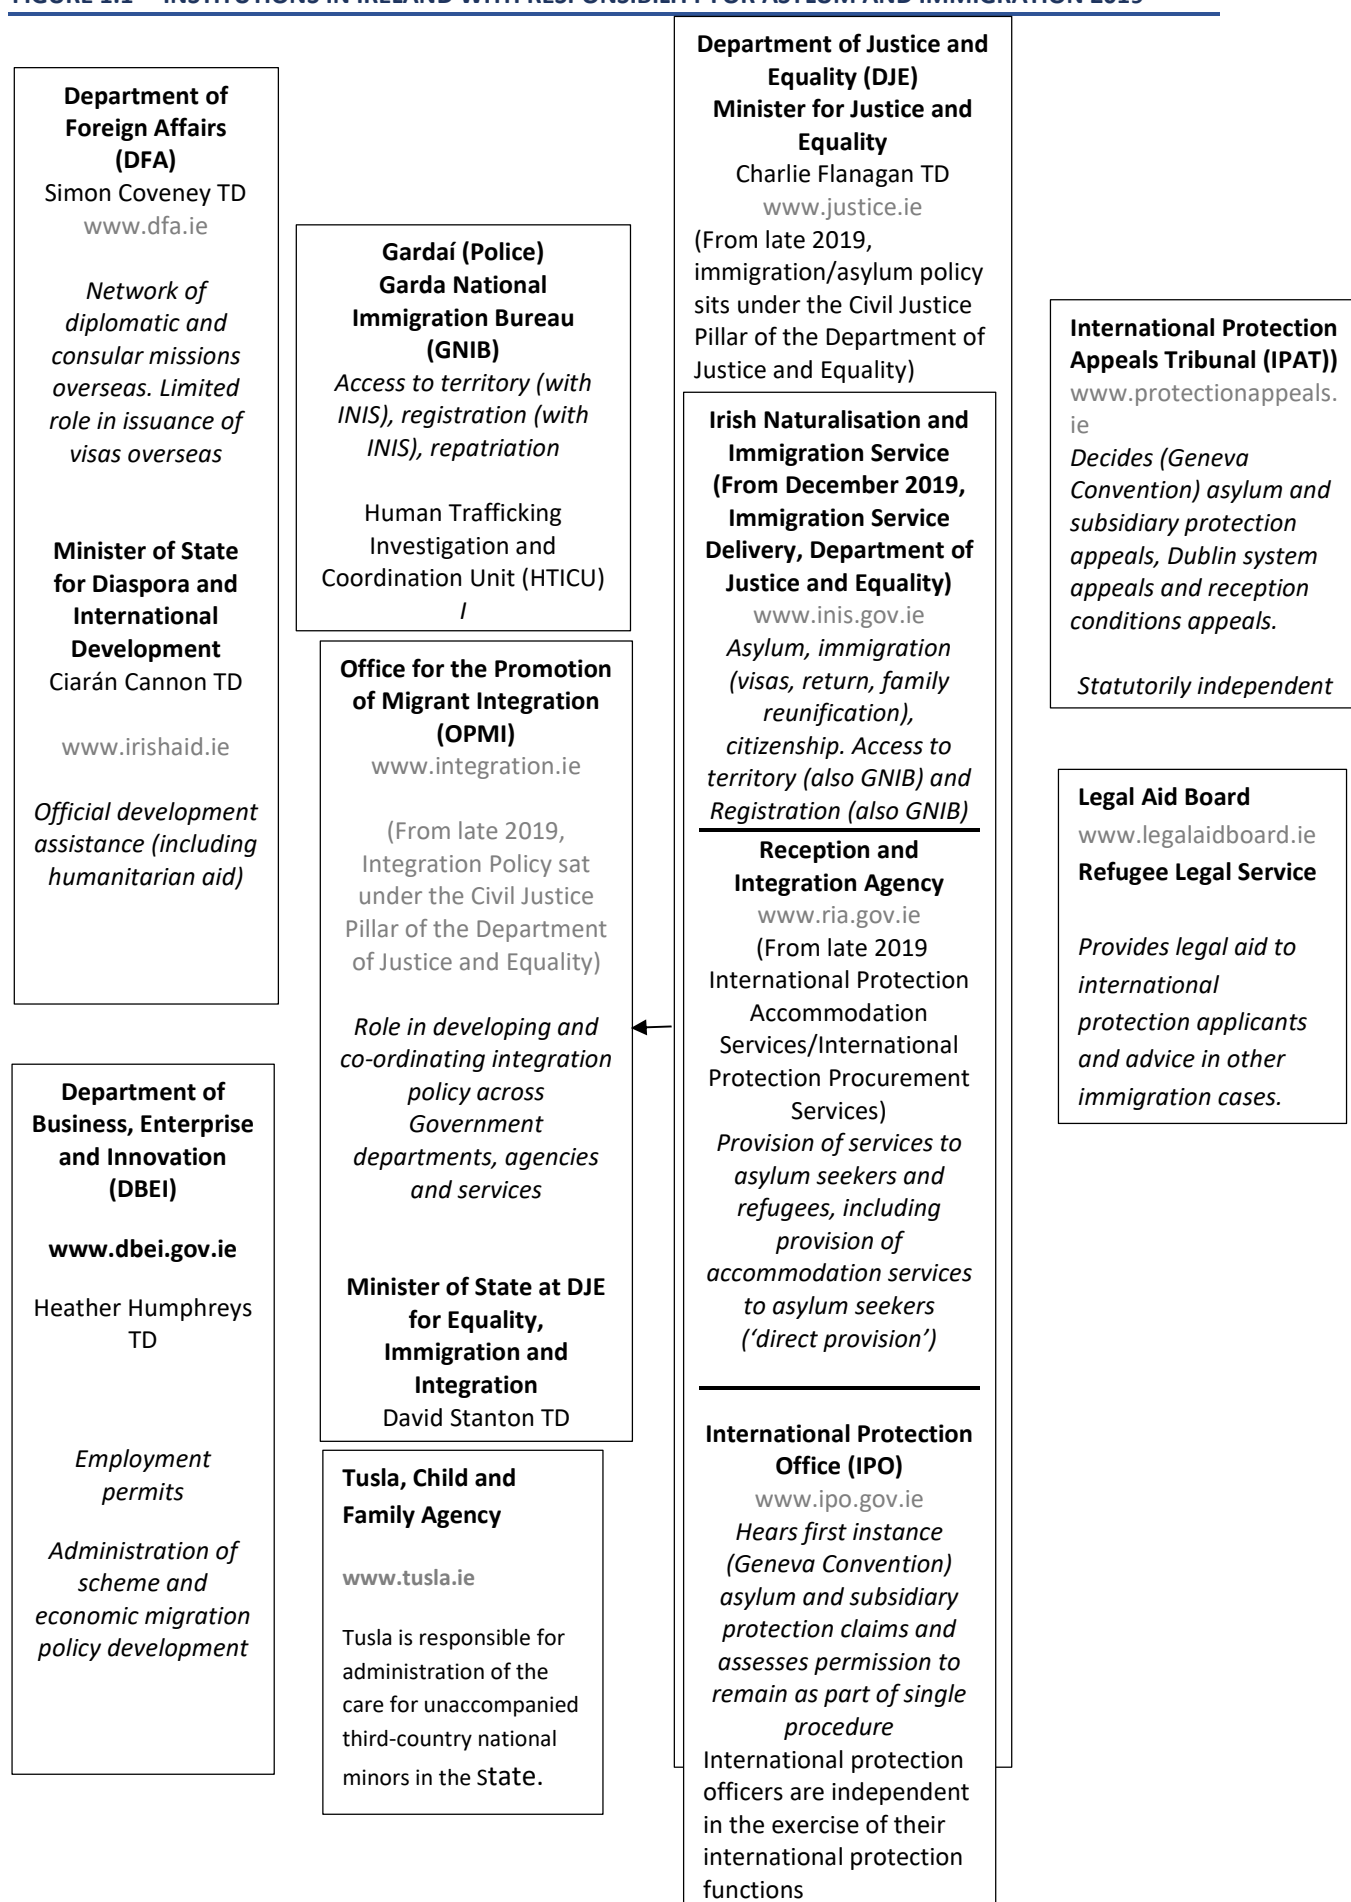 FIGURE 1.1 INSTITUTIONS IN IRELAND WITH RESPONSIBILITY FOR ASYLUM AND IMMIGRATION 2019
Department of
Foreign Affairs
(DFA)
Simon Coveney TD
www.dfa.ie
Network of
diplomatic and
consular missions
overseas. Limited
role in issuance of
visas overseas
Minister of State
for Diaspora and
International
Development
Ciarán Cannon TD
www.irishaid.ie
Official development
assistance (including
humanitarian aid)
Department of
Business, Enterprise
and Innovation
(DBEI)
www.dbei.gov.ie
Heather Humphreys
TD
Employment
permits
Administration of
scheme and
economic migration
policy development
Gardaí (Police)
Garda National
Immigration Bureau
(GNIB)
Access to territory (with
INIS), registration (with
INIS), repatriation
Human Trafficking
Investigation and
Coordination Unit (HTICU)
I
Office for the Promotion
of Migrant Integration
(OPMI)
www.integration.ie
(From late 2019,
Integration Policy sat
under the Civil Justice
Pillar of the Department
of Justice and Equality)
Role in developing and
co-ordinating integration
policy across
Government
departments, agencies
and services
Minister of State at DJE
for Equality,
Immigration and
Integration
David Stanton TD
Tusla, Child and
Family Agency
www.tusla.ie
Tusla is responsible for
administration of the
care for unaccompanied
third-country national
minors in the State.
Department of Justice and
Equality (DJE)
Minister for Justice and
Equality
Charlie Flanagan TD
www.justice.ie
(From late 2019,
immigration/asylum policy
sits under the Civil Justice
Pillar of the Department of
Justice and Equality)
Irish Naturalisation and
Immigration Service
(From December 2019,
Immigration Service
Delivery, Department of
Justice and Equality)
www.inis.gov.ie
Asylum, immigration
(visas, return, family
reunification),
citizenship. Access to
territory (also GNIB) and
Registration (also GNIB)
Reception and
Integration Agency
www.ria.gov.ie
(From late 2019
International Protection
Accommodation
Services/International
Protection Procurement
Services)
Provision of services to
asylum seekers and
refugees, including
provision of
accommodation services
to asylum seekers
(‘direct provision’)
International Protection
Office (IPO)
www.ipo.gov.ie
Hears first instance
(Geneva Convention)
asylum and subsidiary
protection claims and
assesses permission to
remain as part of single
procedure
International protection
officers are independent
in the exercise of their
international protection
functions
International Protection
Appeals Tribunal (IPAT))
www.protectionappeals.
ie
Decides (Geneva
Convention) asylum and
subsidiary protection
appeals, Dublin system
appeals and reception
conditions appeals.
Statutorily independent
Legal Aid Board
www.legalaidboard.ie
Refugee Legal Service
Provides legal aid to
international
protection applicants
and advice in other
immigration cases.